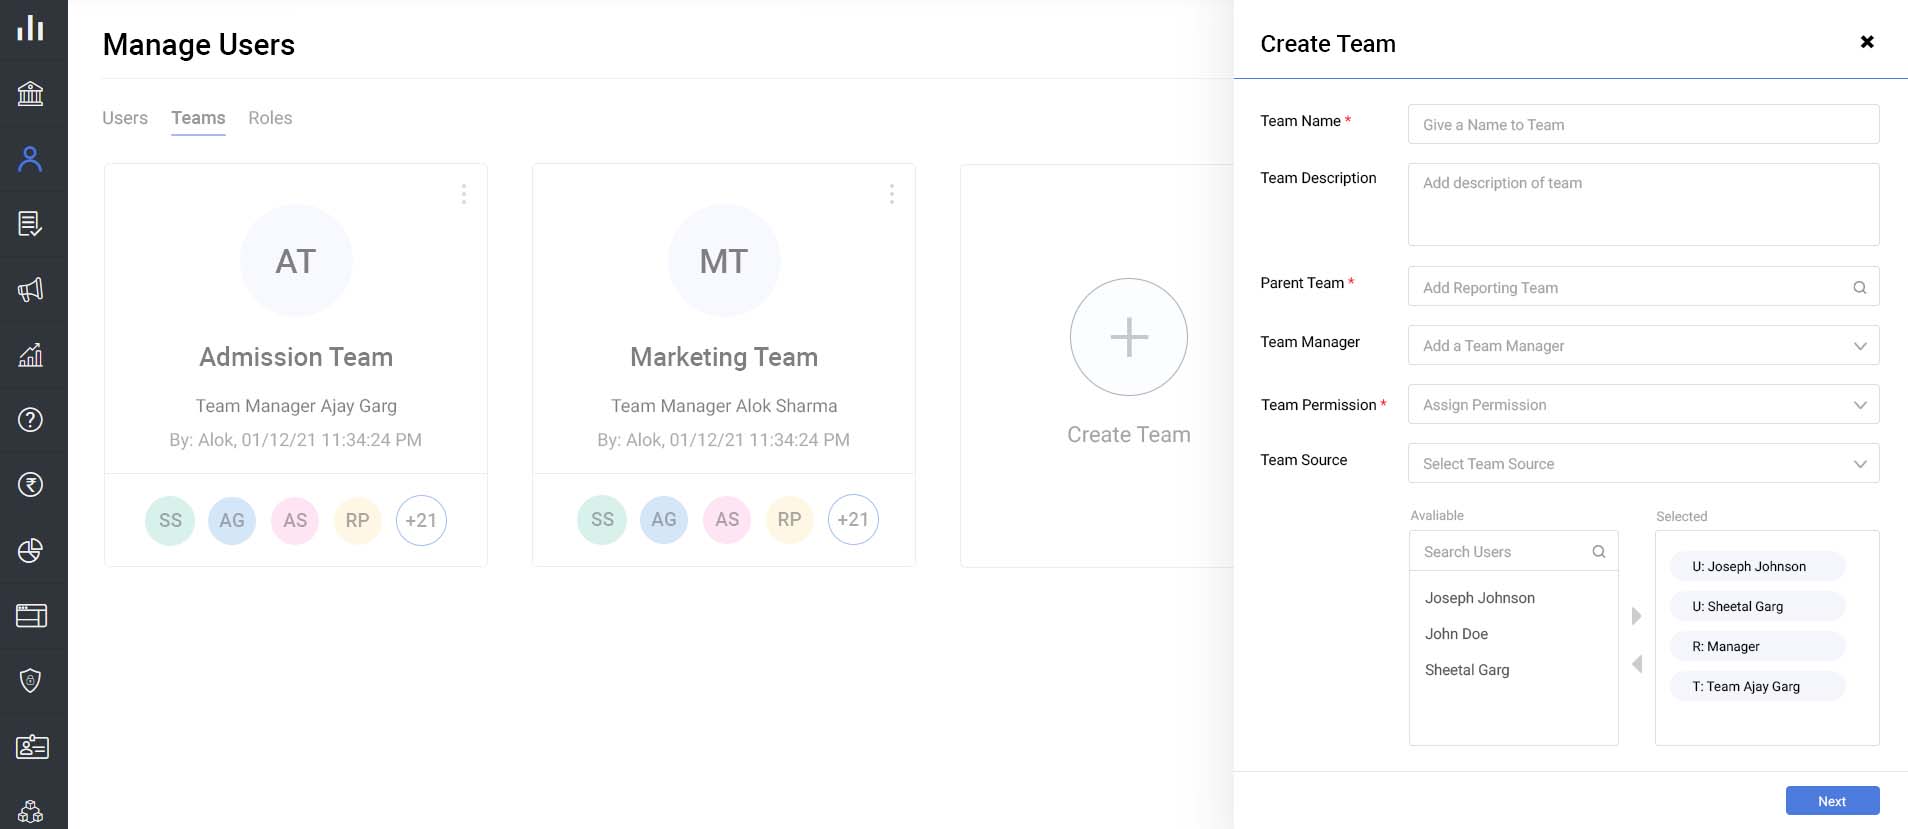 Manage Users
Users Teams Roles
AT
Admission Team
Team Manager Ajay Garg
By: Alok, 01/12/21 11:34:24 PM
SS AG AS RP +21
MT
Marketing Team
Team Manager Alok Sharma
By: Alok, 01/12/21 11:34:24 PM
SS AG AS RP +21
Create Team
Create Team
Team Name *
Give a Name to Team
Team Description
Add description of team
Parent Team *
Add Reporting Team
Team Manager
Add a Team Manager
Team Permission *
Assign Permission
Team Source
Select Team Source
Avaliable
Search Users
Joseph Johnson
John Doe
Sheetal Garg
Selected
U: Joseph Johnson
U: Sheetal Garg
R: Manager
T: Team Ajay Garg
Next